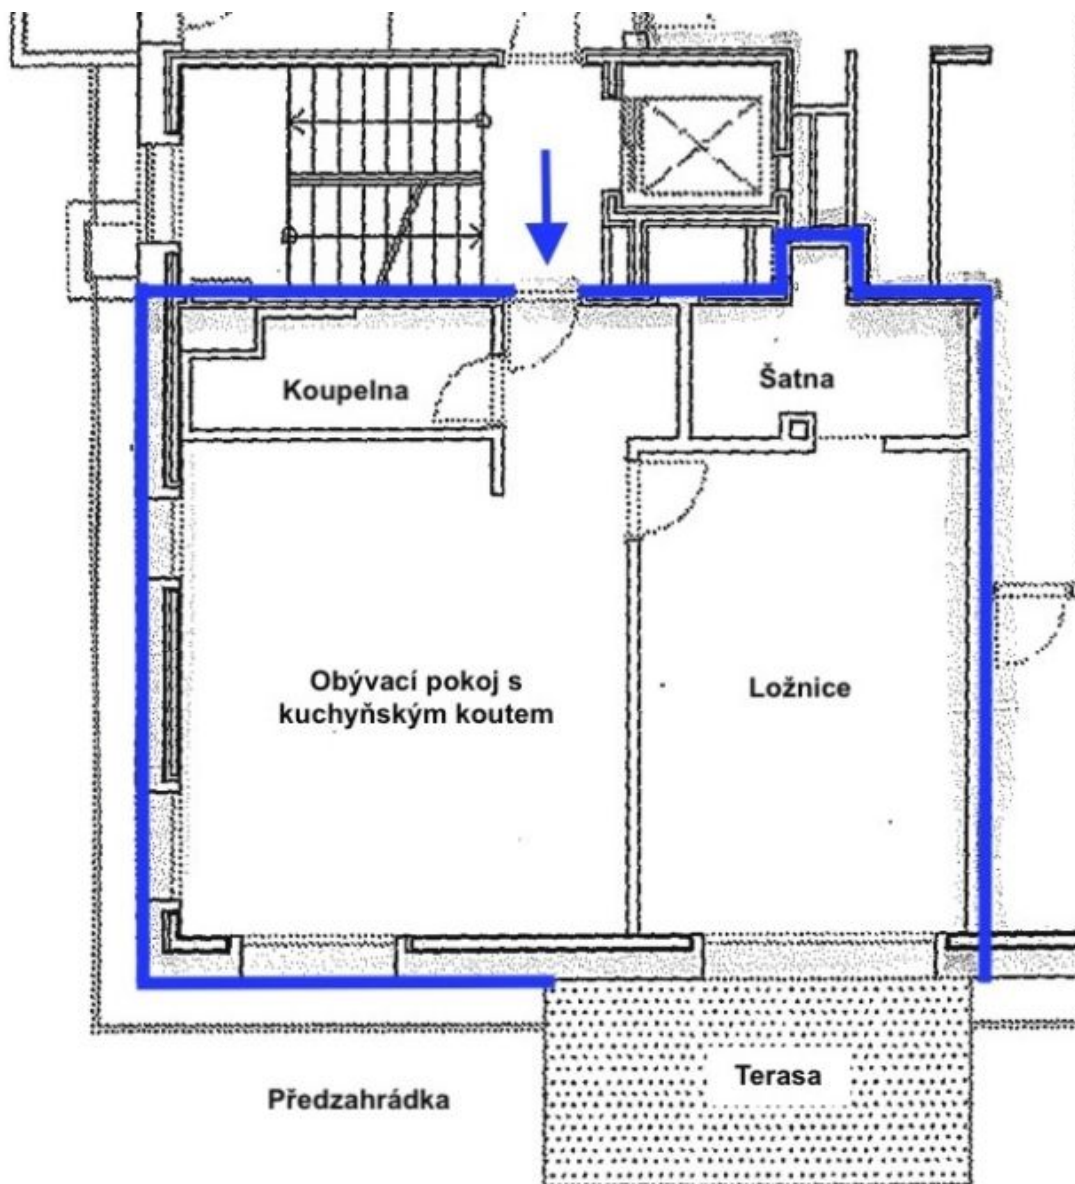 Koupelna
Šatna
Obývací pokoj s
kuchyňským koutem
Ložnice
Terasa
Předzahrádka